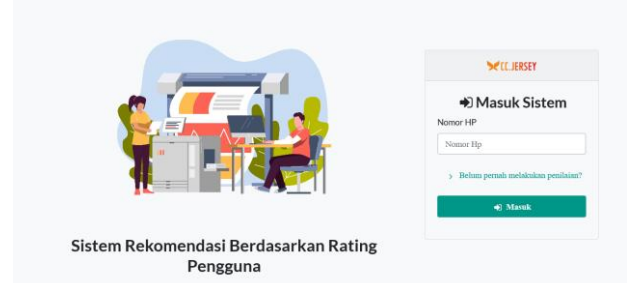 Sistem Rekomendasi Berdasarkan Rating
Pengguna
CC.JERSEY
Masuk Sistem
Nomor HP
Nomor Hp
> Belum pernah melakukan penilaian?
Masuk